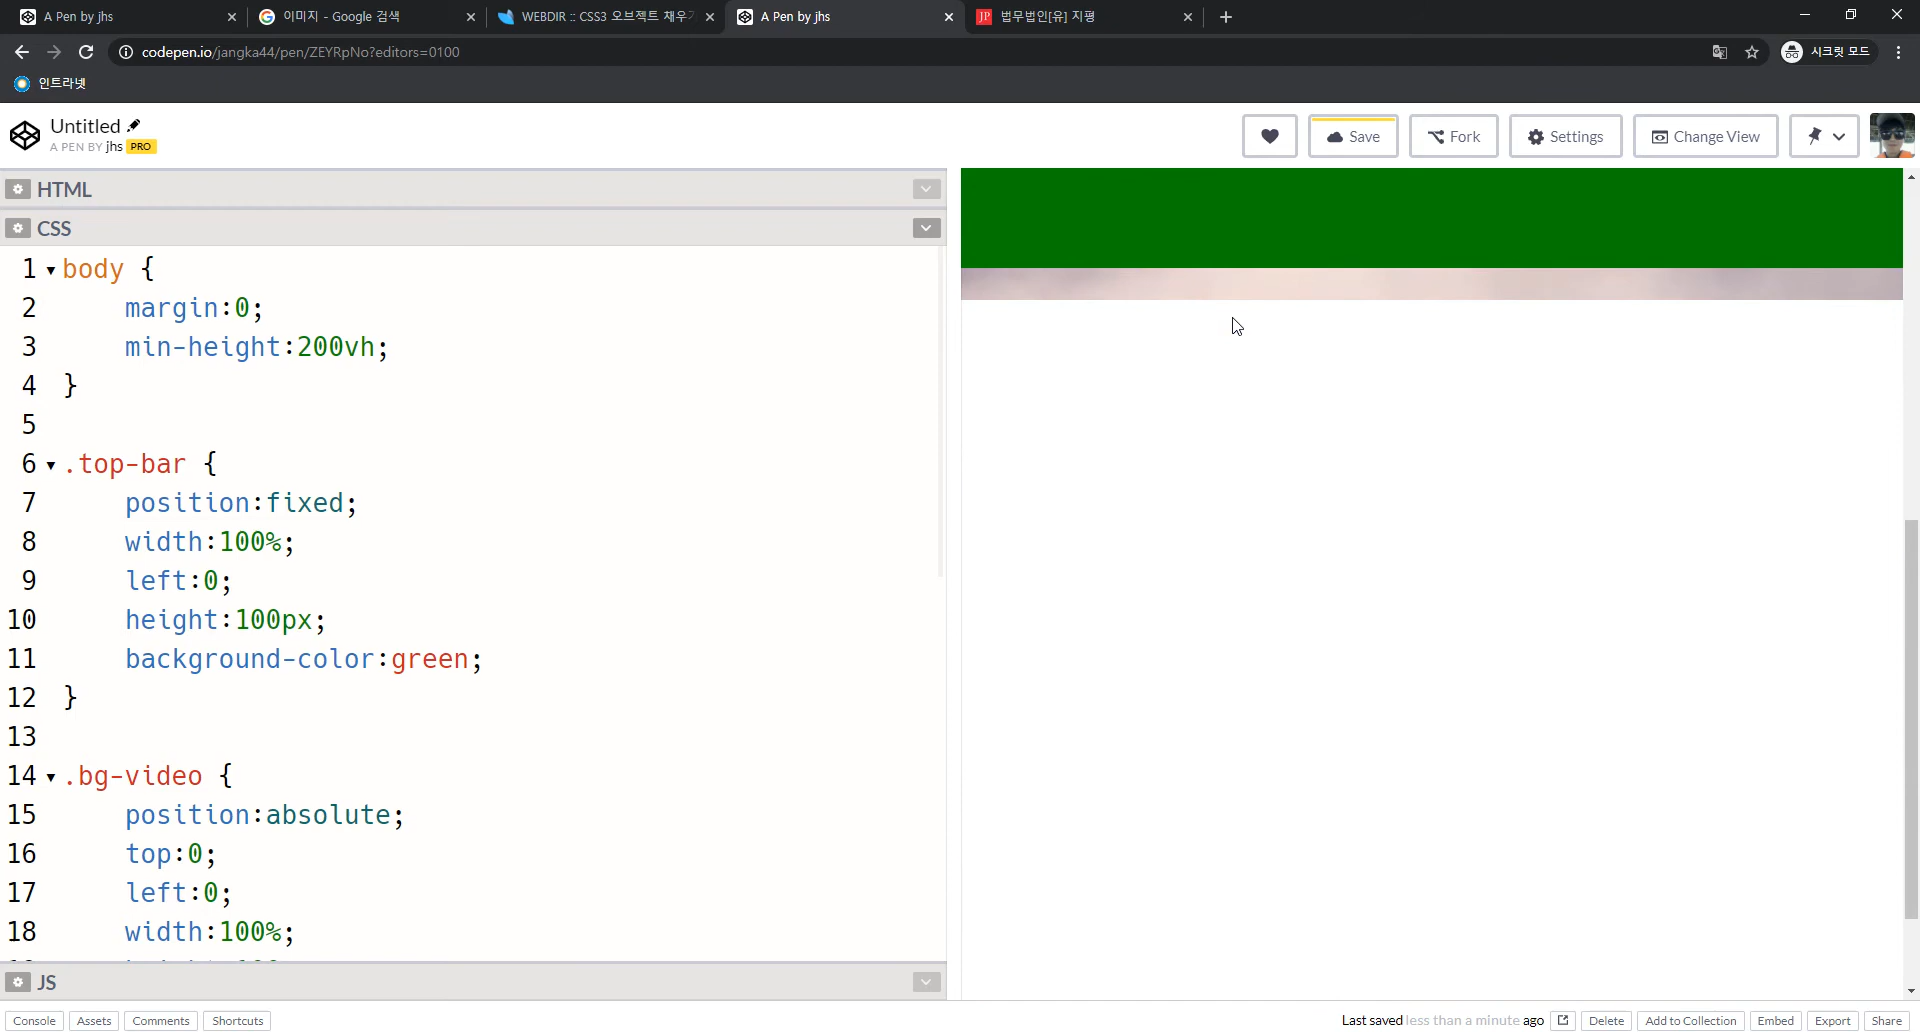 A Pen by jhs
이미지 - Google 검색
WEBDIR :: CSS3 오브젝트 채우기
A Pen by jhs
JP 법무법인[유] 지평
codepen.io/jangka44/pen/ZEYRpNo?editors=0100
시크릿 모드
인트라넷
Untitled
A PEN BY jhs PRO
Save
Fork
Settings
Change View
HTML
CSS
1 body {
2 margin:0;
3 min-height:200vh;
4 }
5
6 .top-bar {
7 position:fixed;
8 width:100%;
9 left:0;
10 height:100px;
11 background-color:green;
12 }
13
14 .bg-video {
15 position:absolute;
16 top:0;
17 left:0;
18 width:100%;
JS
Console Assets Comments Shortcuts
Last saved less than a minute ago
Delete Add to Collection Embed Export Share